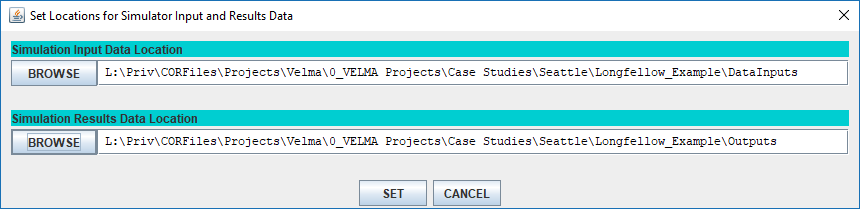 Set Locations for Simulator Input and Results Data
Simulation Input Data Location
BROWSE L:\Priv\CORFiles\Projects\Velma\0_VELMA Projects\Case Studies\Seattle\Longfellow_Example\DataInputs
Simulation Results Data Location
BROWSE L:\Priv\CORFiles\Projects\Velma\0_VELMA Projects\Case Studies\Seattle\Longfellow_Example\Outputs
SET CANCEL